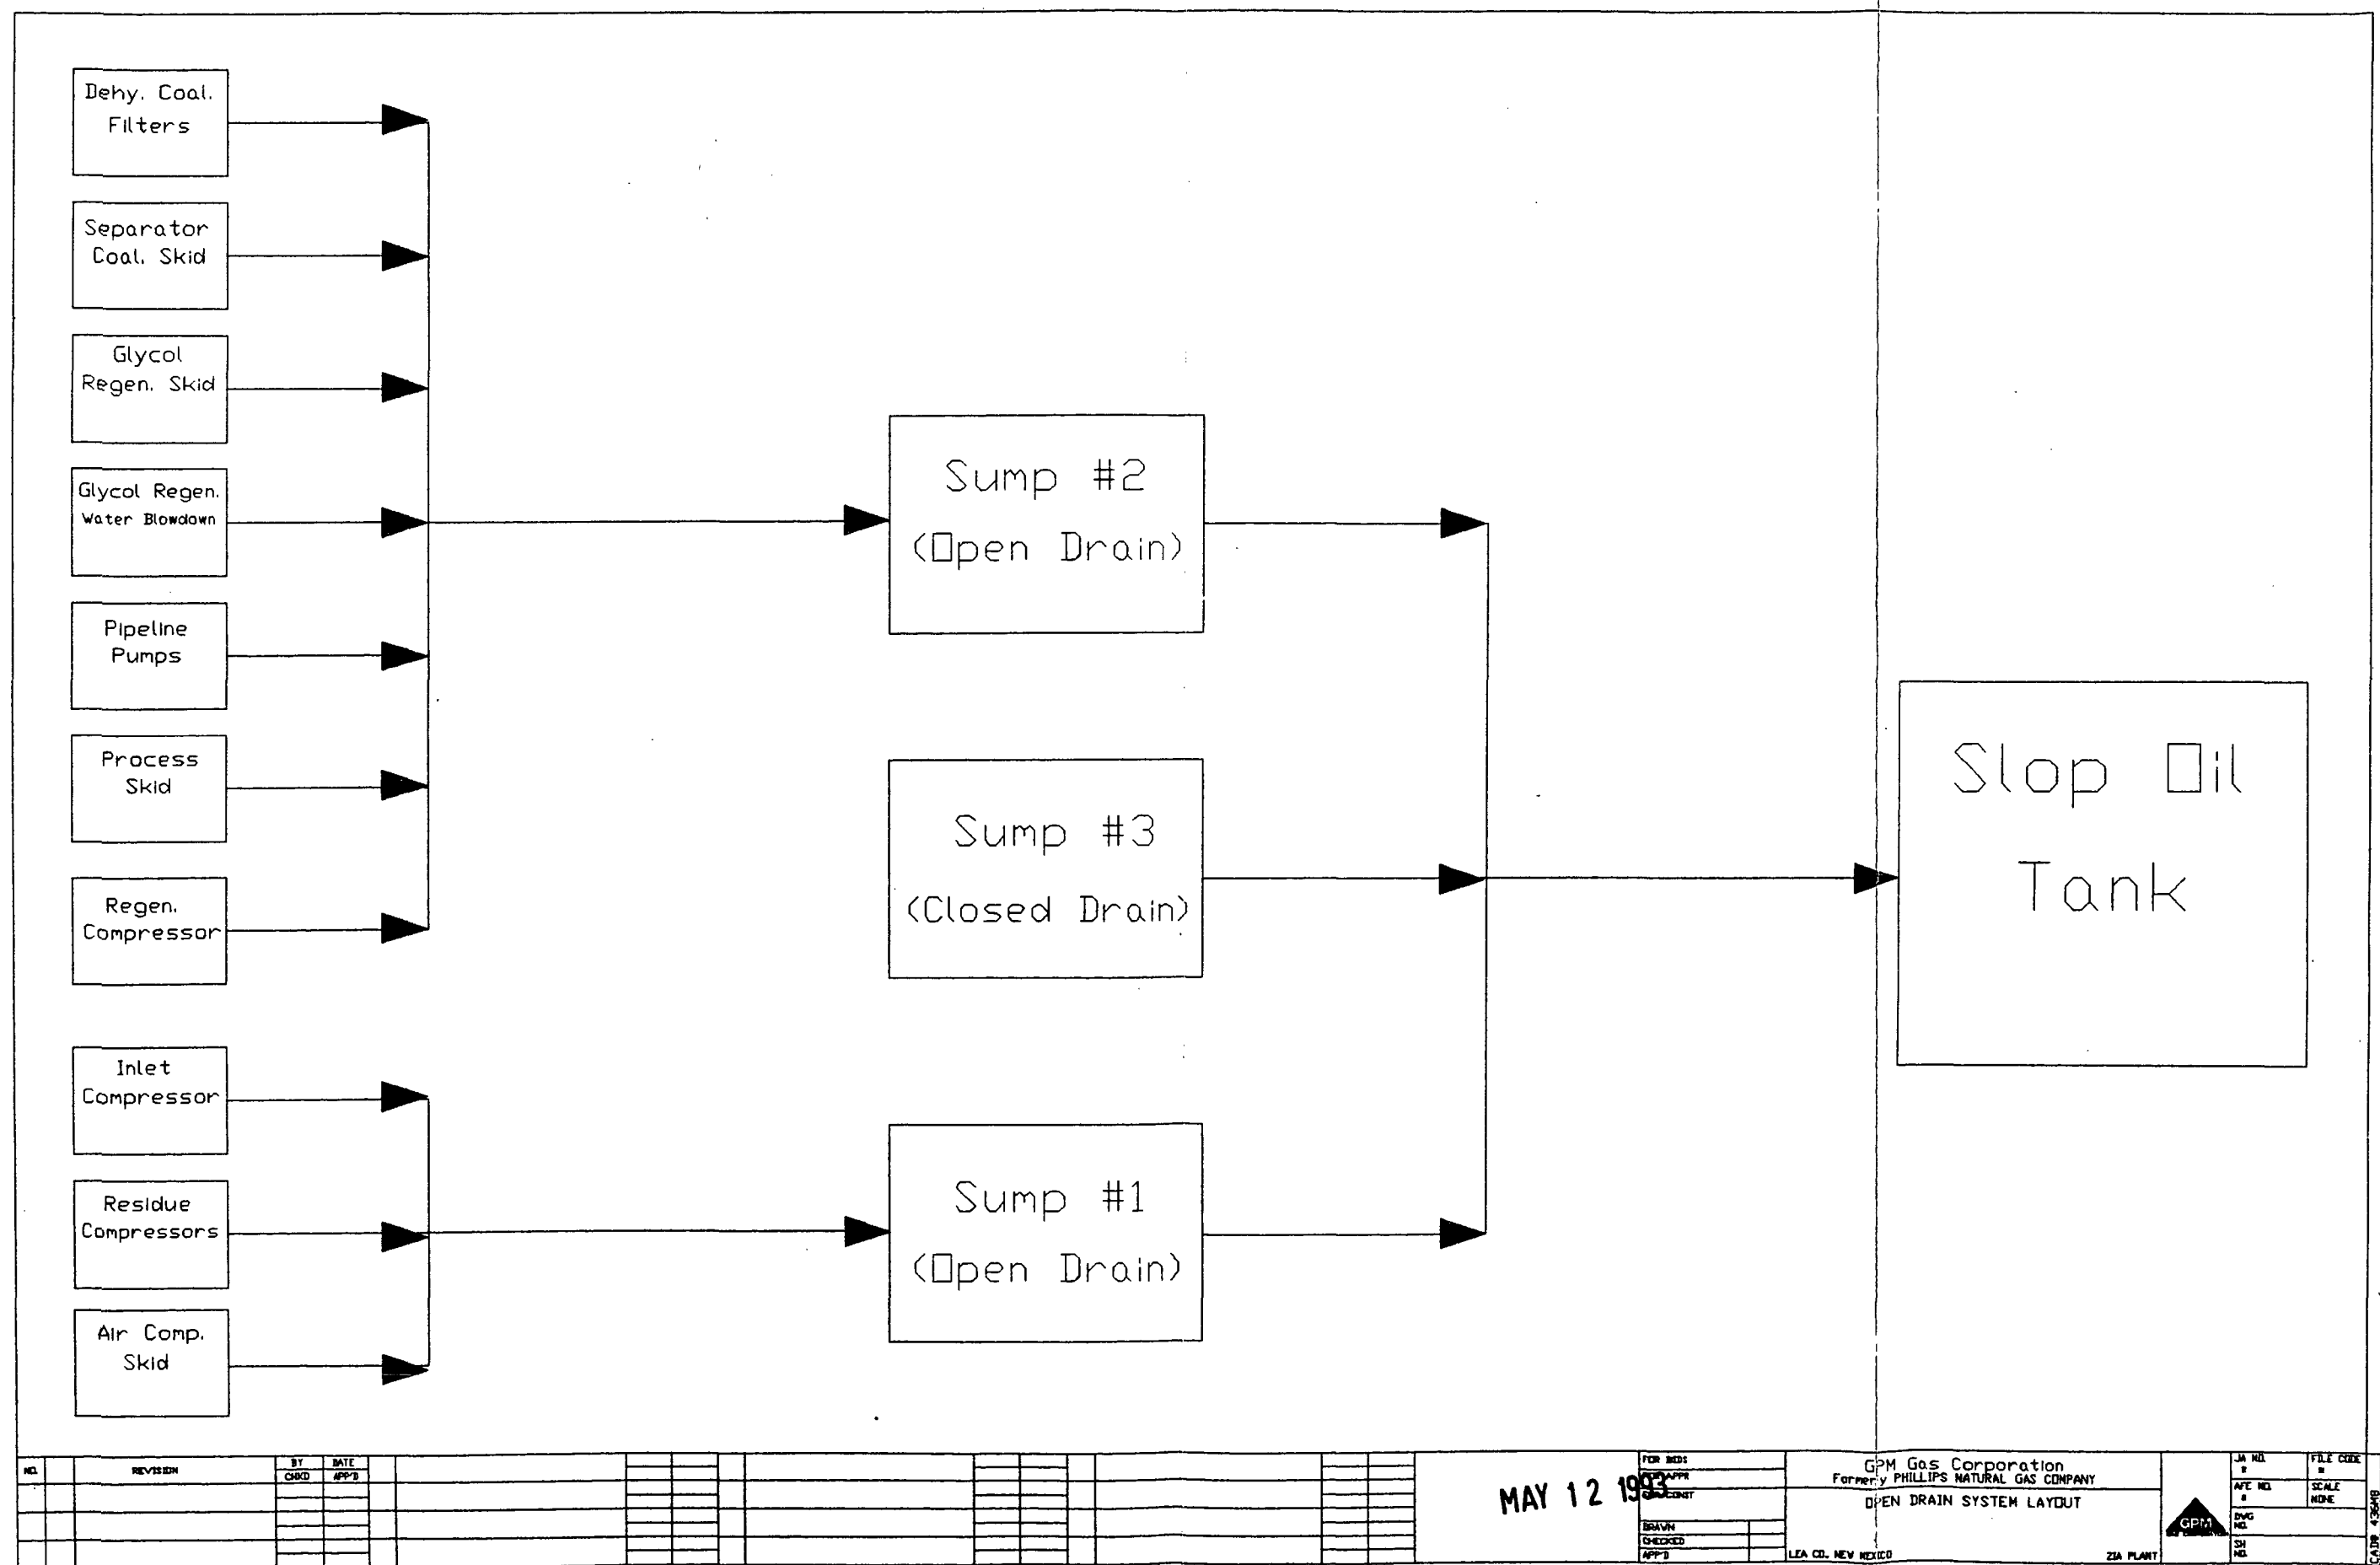 Dehy. Coal.
Filters
Separator
Coal. Skid
Glycol
Regen. Skid
Glycol Regen.
Water Blowdown
Pipeline
Pumps
Process
Skid
Regen.
Compressor
Inlet
Compressor
Residue
Compressors
Air Comp.
Skid
Sump #2
(Open Drain)
Sump #3
(Closed Drain)
Sump #1
(Open Drain)
Slop Oil
Tank
NO.
REVISION
BY
DATE
CHKD
APP'D
MAY 12 1993
FOR BIDS
APPR
CONST
DRAWN
CHECKED
APP'D
GPM Gas Corporation
Formerly PHILLIPS NATURAL GAS COMPANY
OPEN DRAIN SYSTEM LAYOUT
LEA CO. NEW MEXICO
ZIA PLANT
GPM
JA NO.
FILE CODE
AFE NO.
SCALE
NONE
DWG
NO.
SH
NO.